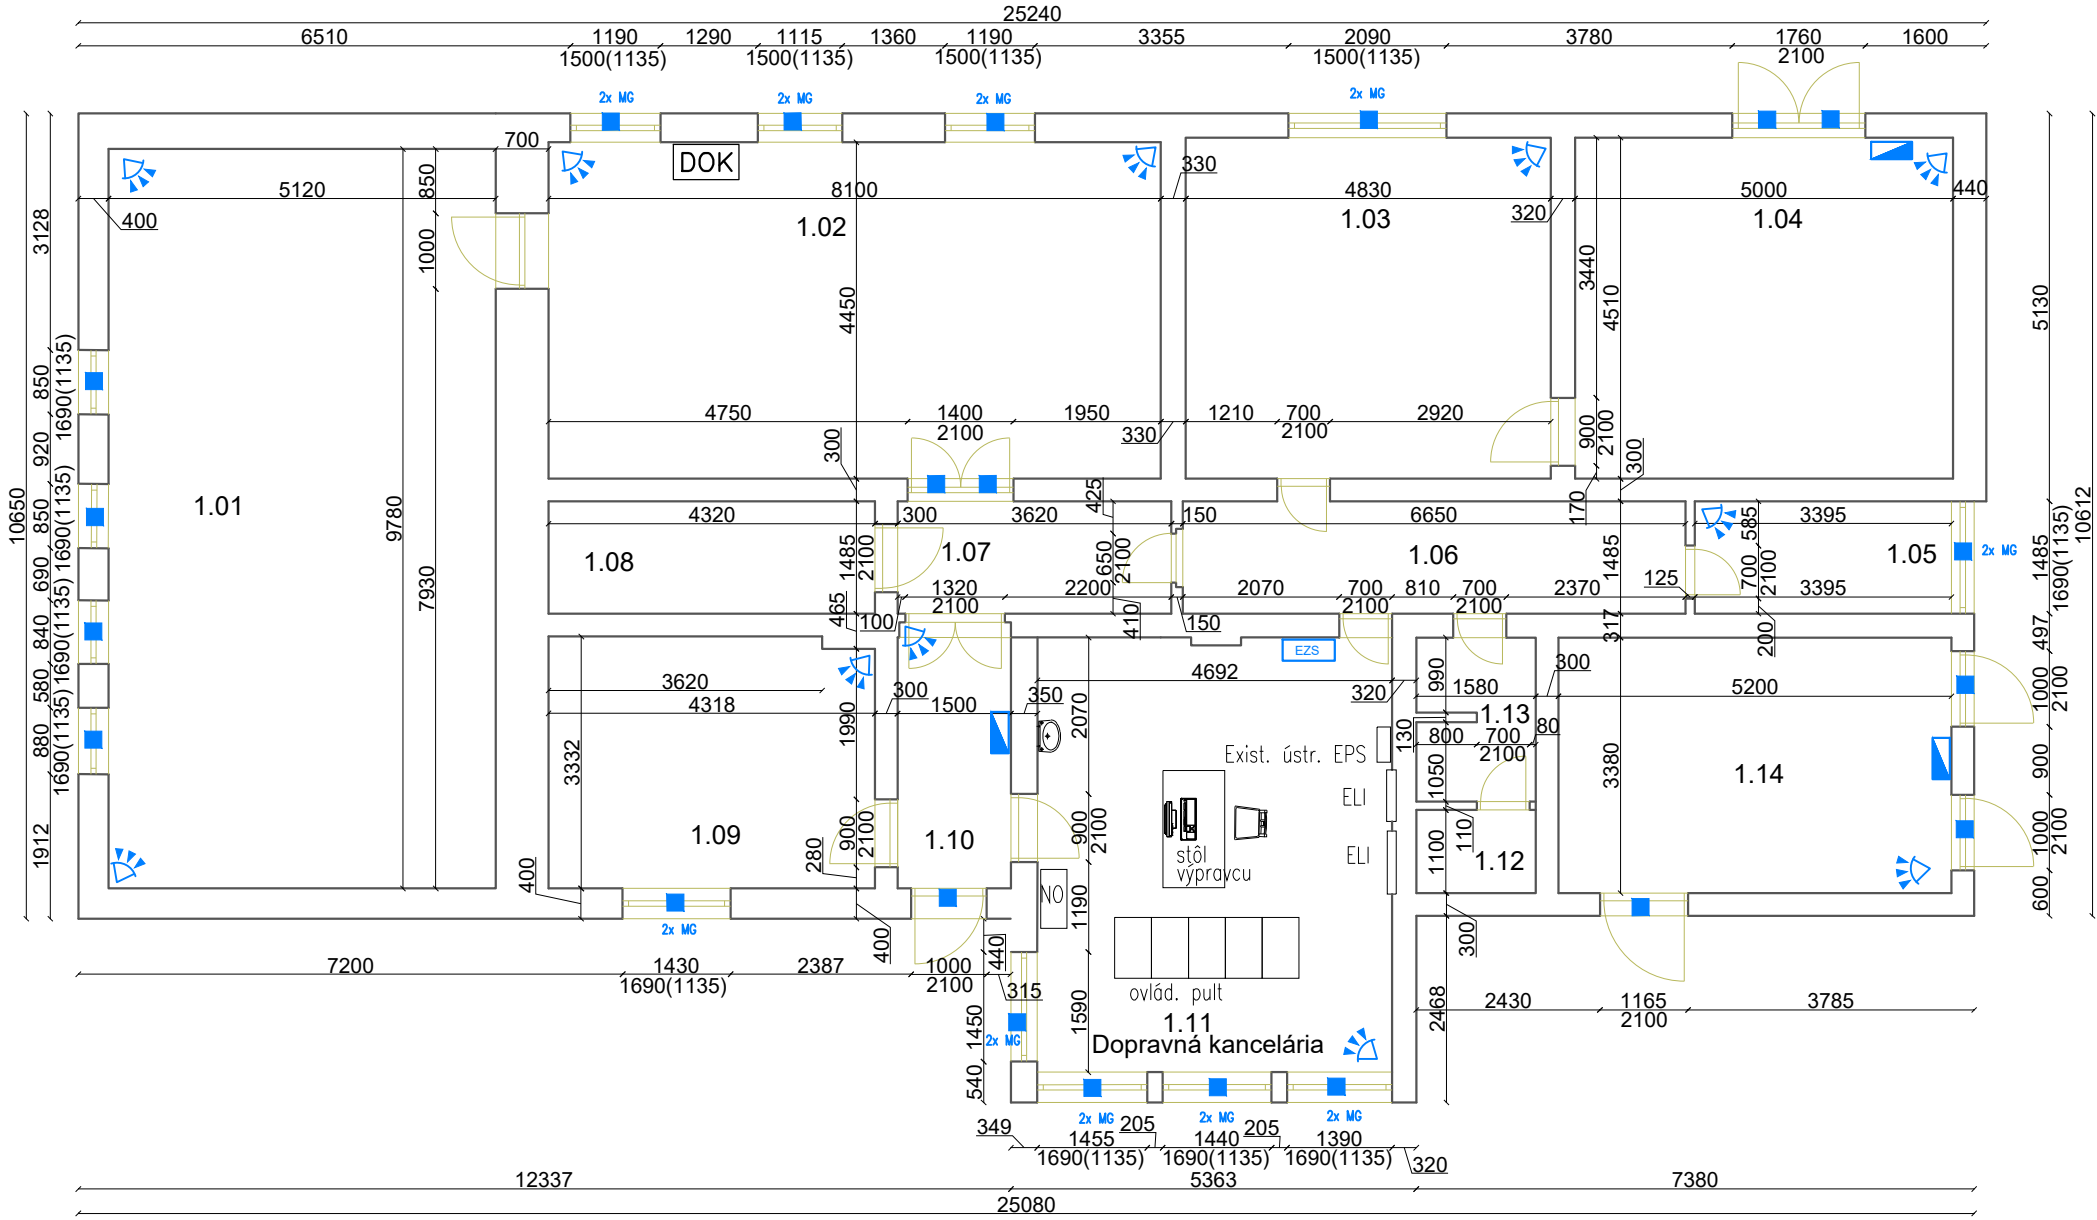 25240
6510 1190 1290 1115 1360 1190 3355 2090 3780 1760 1600
1500(1135) 1500(1135) 1500(1135) 1500(1135) 2100
2x MG 2x MG 2x MG 2x MG
700 DOK
850
330
5120 8100 4830 5000 440
400 320
3128 1.02 1.03 1.04
1000
3440
4450 4510 5130
1690(1135)
850
4750 1400 1950 1210 700 2920
2100 330 2100
900
2100
920 300 300
1690(1135) 425 170
10650 1.01 9780 10612
850
4320 300 3620 150 6650 585 3395
1.08 1.07 1.06 1.05 2x MG
1485
2100
650
2100
1485
700
2100
1485
1690(1135)
690 7930
1320 2200 2070 700 810 700 2370 125 3395
2100 2100 2100
1690(1135)
840 465 100 410 150 317 200 497
EZS
580 3620 4692 990 300
4318 300 1500 350 320 1580 5200
1000
2100
1690(1135)
880 1990 2070 1.13
130 800 700 80
2100
3332 Exist. ústr. EPS 900
1050 3380 1.14
ELI
900
2100
900
2100
1.09 1.10 stôl
výpravcu
ELI 110
1100 1.12
1000
2100
1912 280
400 NO 1190 600
2x MG 400 440 300
7200 1430 2387 1000 315
1690(1135) 2100
ovlád. pult
1590 2468 2430 1165 3785
2100
1450 1.11
2x MG Dopravná kancelária
540
2x MG 2x MG 2x MG
349 1455 205 1440 205 1390
1690(1135) 1690(1135) 1690(1135) 320
12337 5363 7380
25080